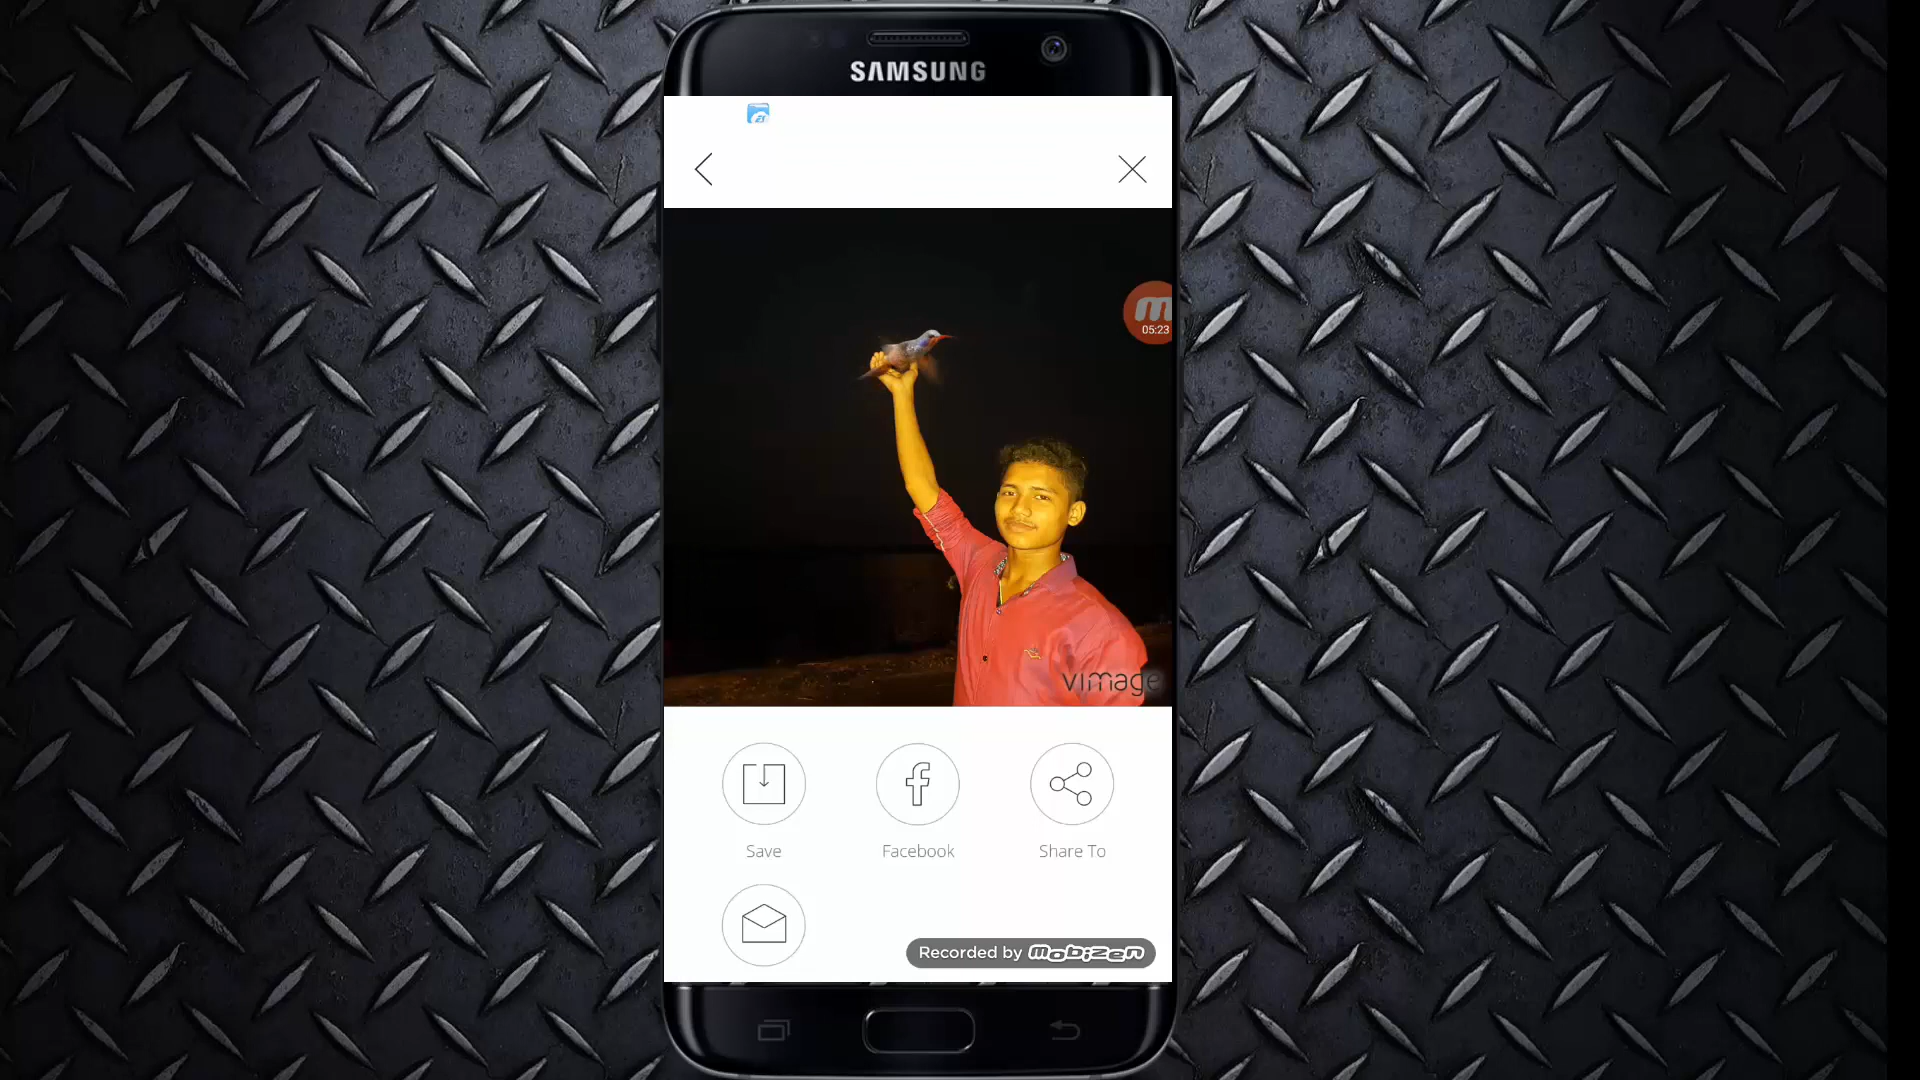 SAMSUNG
05:23
vimage
Save
Facebook
Share To
Recorded by mobizen